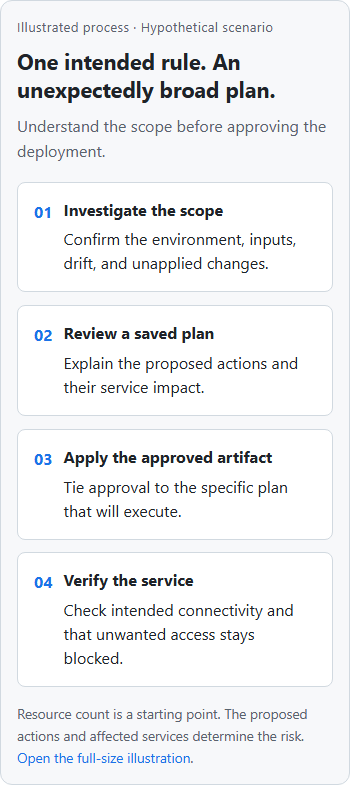 Illustrated process · Hypothetical scenario
One intended rule. An
unexpectedly broad plan.
Understand the scope before approving the
deployment.
01 Investigate the scope
Confirm the environment, inputs,
drift, and unapplied changes.
02 Review a saved plan
Explain the proposed actions and
their service impact.
03 Apply the approved artifact
Tie approval to the specific plan
that will execute.
04 Verify the service
Check intended connectivity and
that unwanted access stays
blocked.
Resource count is a starting point. The proposed
actions and affected services determine the risk.
Open the full-size illustration.